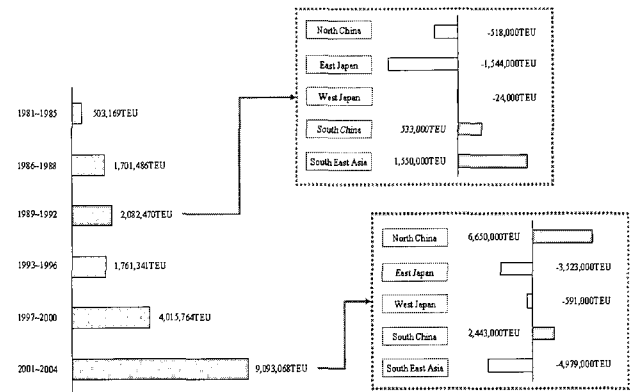 North China -518,000TEU
East Japan -1,544,000TEU
West Japan -24,000TEU
South China 533,000TEU
South East Asia 1,550,000TEU
1981~1985 503,169TEU
1986~1988 1,701,486TEU
1989~1992 2,082,470TEU
1993~1996 1,761,341TEU
1997~2000 4,015,764TEU
2001~2004 9,093,068TEU
North China 6,650,000TEU
East Japan -3,523,000TEU
West Japan -591,000TEU
South China 2,443,000TEU
South East Asia -4,979,000TEU